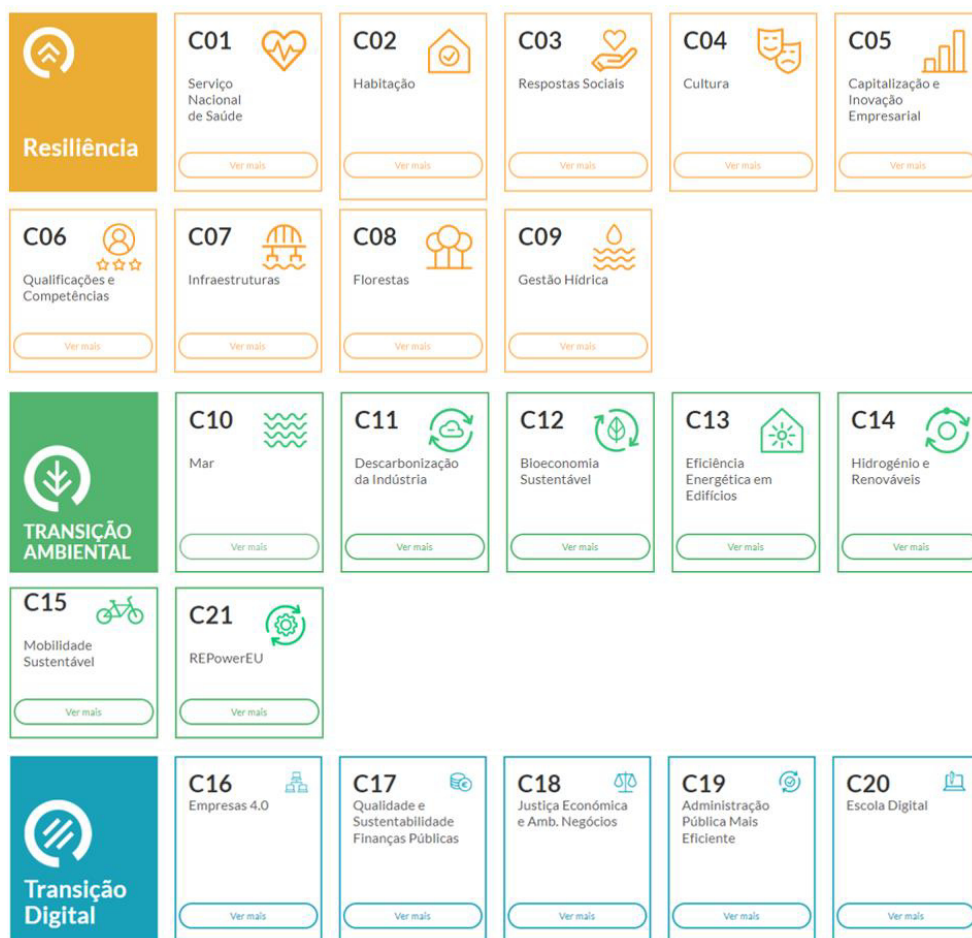 Resiliência
C01
Serviço
Nacional
de Saúde
Ver mais
C02
Habitação
Ver mais
C03
Respostas Sociais
Ver mais
C04
Cultura
Ver mais
C05
Capitalização e
Inovação
Empresarial
Ver mais
C06
Qualificações e
Competências
Ver mais
C07
Infraestruturas
Ver mais
C08
Florestas
Ver mais
C09
Gestão Hídrica
Ver mais
TRANSIÇÃO
AMBIENTAL
C10
Mar
Ver mais
C11
Descarbonização
da Indústria
Ver mais
C12
Bioeconomia
Sustentável
Ver mais
C13
Eficiência
Energética em
Edifícios
Ver mais
C14
Hidrogénio e
Renováveis
Ver mais
C15
Mobilidade
Sustentável
Ver mais
C21
REPowerEU
Ver mais
Transição
Digital
C16
Empresas 4.0
Ver mais
C17
Qualidade e
Sustentabilidade
Finanças Públicas
Ver mais
C18
Justiça Económica
e Amb. Negócios
Ver mais
C19
Administração
Pública Mais
Eficiente
Ver mais
C20
Escola Digital
Ver mais